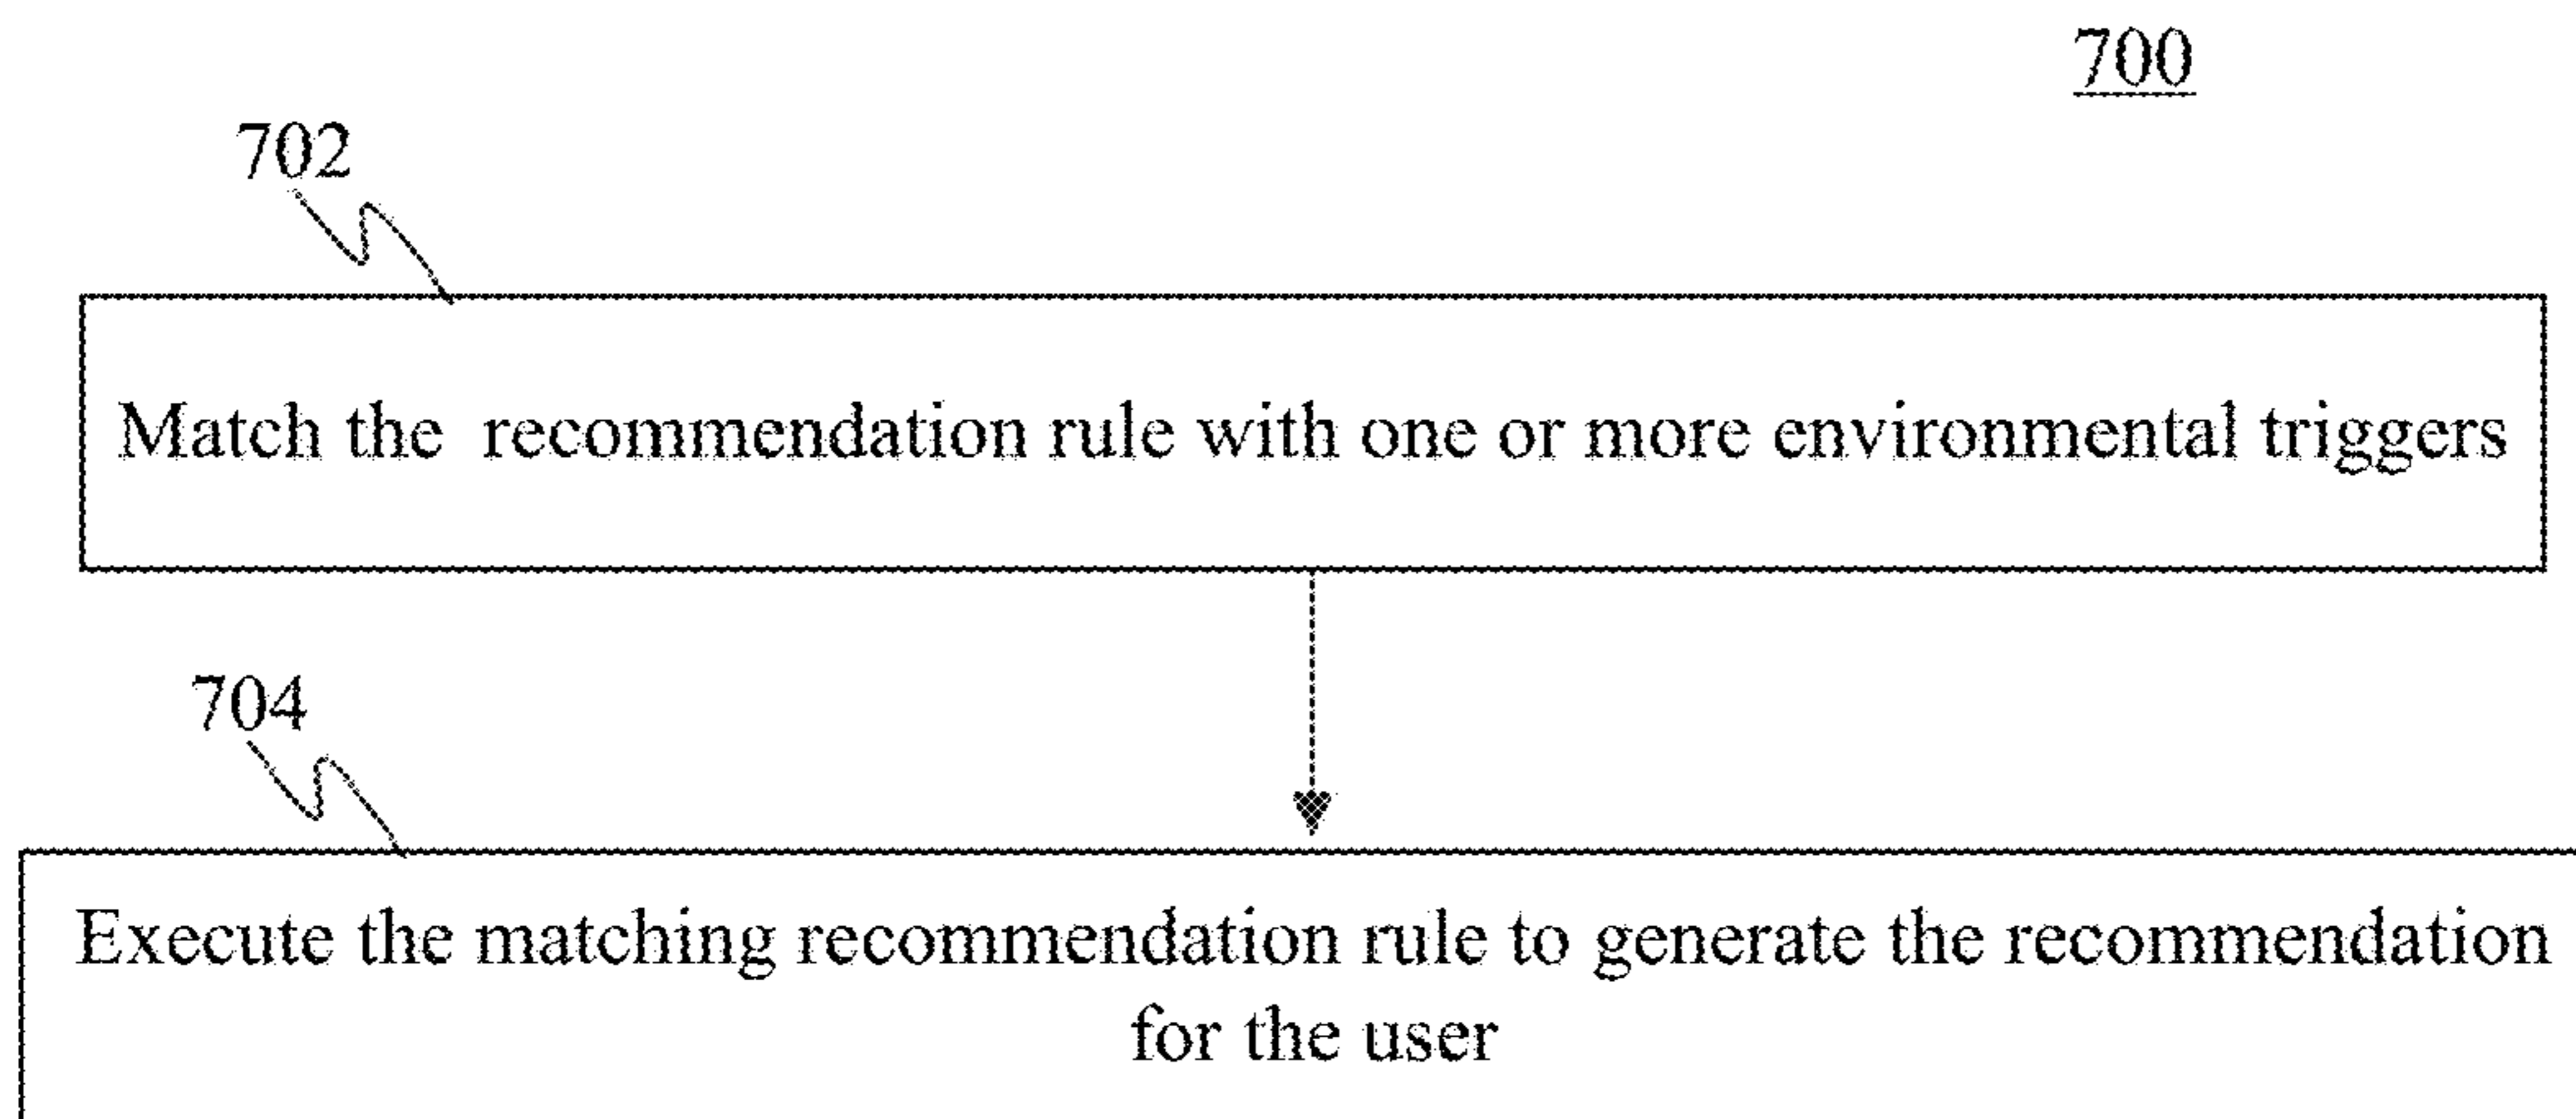 700
702
Match the recommendation rule with one or more environmental triggers
704
Execute the matching recommendation rule to generate the recommendation
for the user